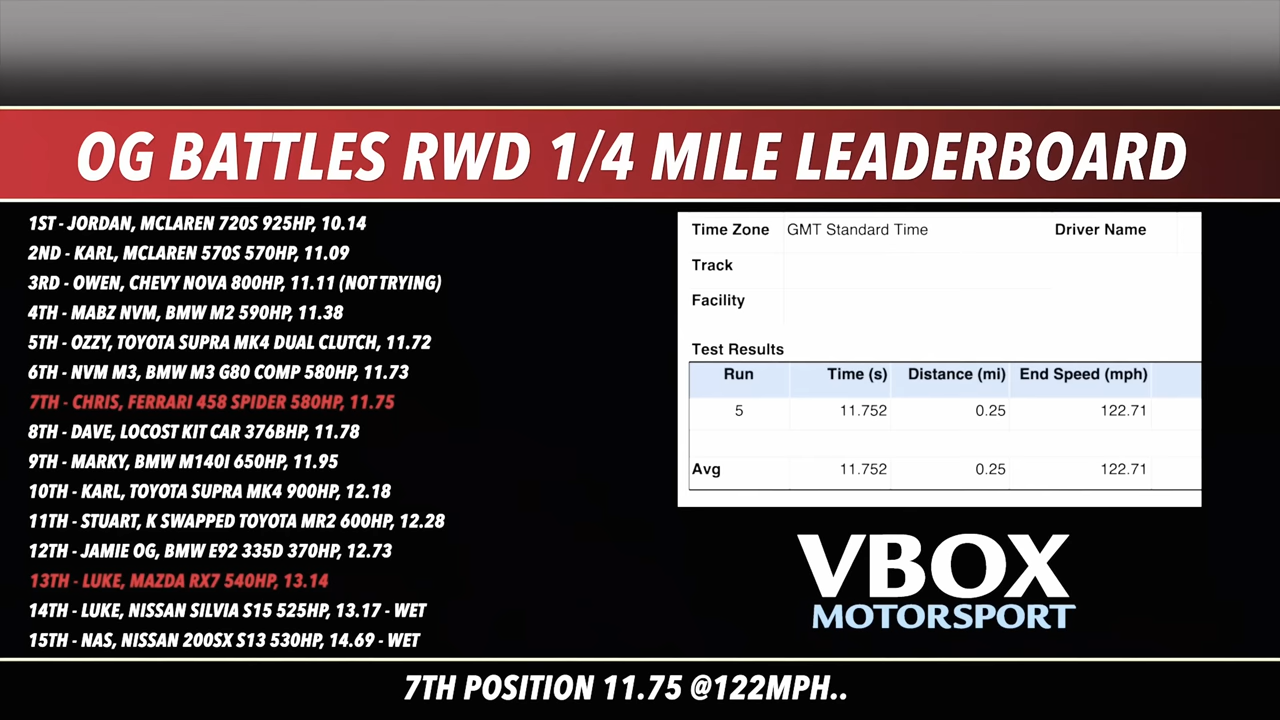 OG BATTLES RWD 1/4 MILE LEADERBOARD
1ST - JORDAN, MCLAREN 720S 925HP, 10.14
2ND - KARL, MCLAREN 570S 570HP, 11.09
3RD - OWEN, CHEVY NOVA 800HP, 11.11 (NOT TRYING)
4TH - MABZ NVM, BMW M2 590HP, 11.38
5TH - OZZY, TOYOTA SUPRA MK4 DUAL CLUTCH, 11.72
6TH - NVM M3, BMW M3 G80 COMP 580HP, 11.73
7TH - CHRIS, FERRARI 458 SPIDER 580HP, 11.75
8TH - DAVE, LOCOST KIT CAR 376BHP, 11.78
9TH - MARKY, BMW M140I 650HP, 11.95
10TH - KARL, TOYOTA SUPRA MK4 900HP, 12.18
11TH - STUART, K SWAPPED TOYOTA MR2 600HP, 12.28
12TH - JAMIE OG, BMW E92 335D 370HP, 12.73
13TH - LUKE, MAZDA RX7 540HP, 13.14
14TH - LUKE, NISSAN SILVIA S15 525HP, 13.17 - WET
15TH - NAS, NISSAN 200SX S13 530HP, 14.69 - WET
Time Zone GMT Standard Time Driver Name
Track
Facility
Test Results
Run Time (s) Distance (mi) End Speed (mph)
5 11.752 0.25 122.71
Avg 11.752 0.25 122.71
VBOX
MOTORSPORT
7TH POSITION 11.75 @122MPH..